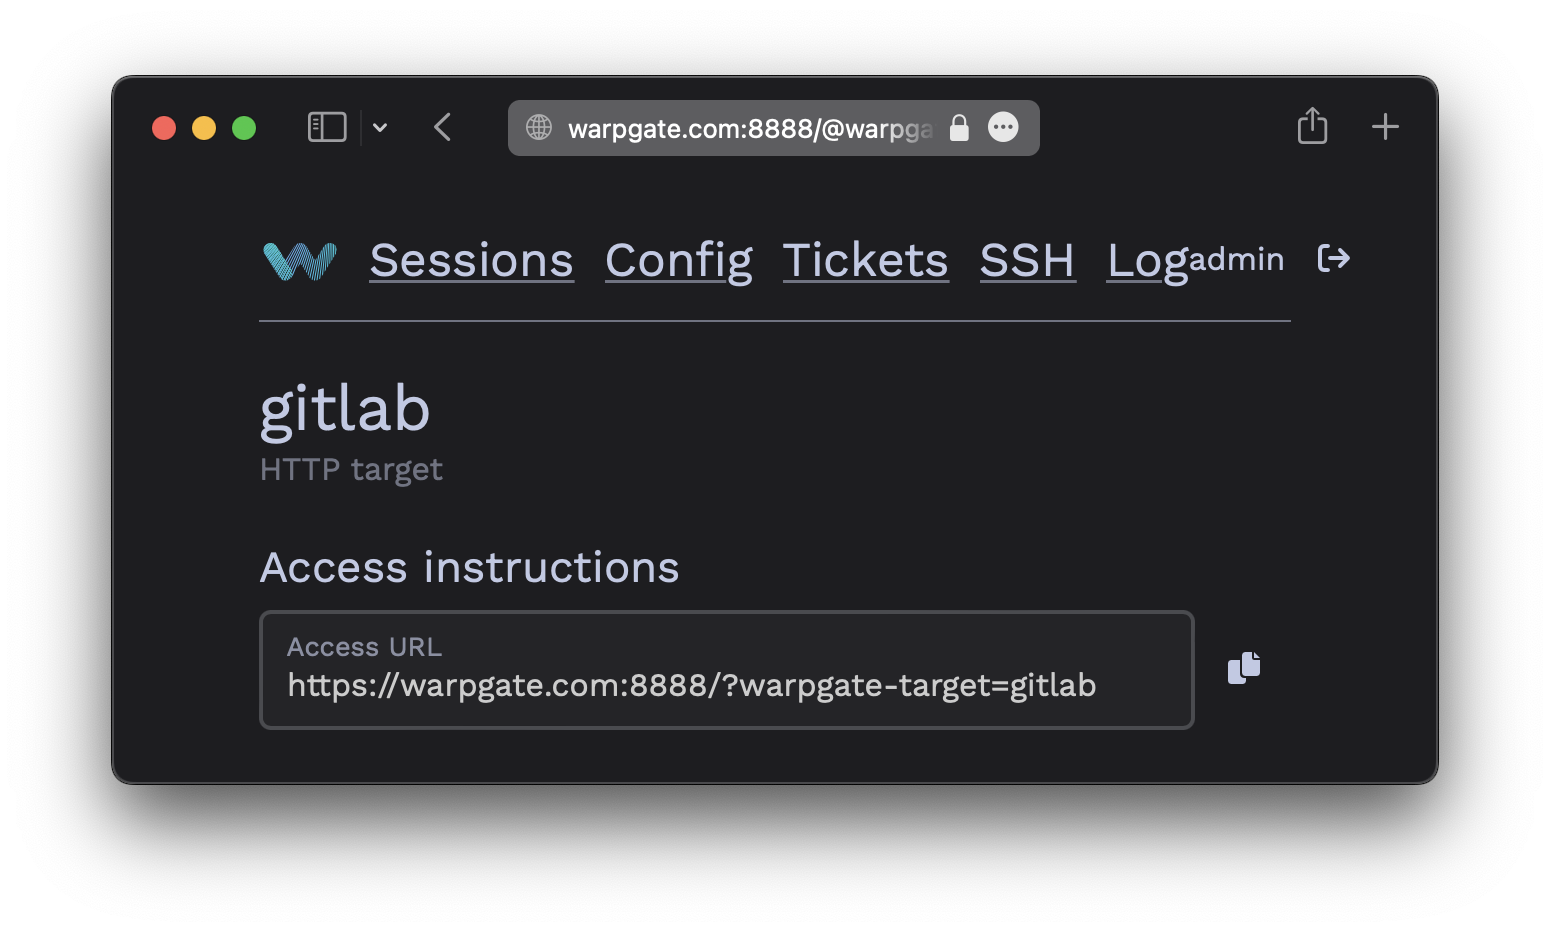 warpgate.com:8888/@warpga
Sessions Config Tickets SSH Log admin
gitlab
HTTP target
Access instructions
Access URL
https://warpgate.com:8888/?warpgate-target=gitlab